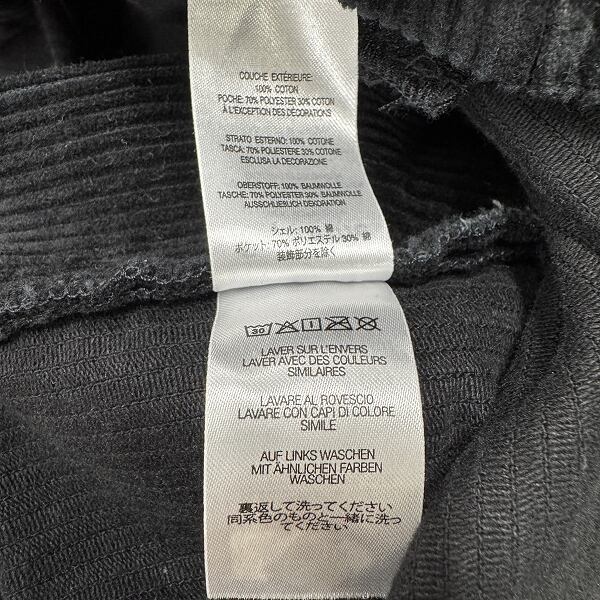 COUCHE EXTÉRIEURE:
100% COTON
POCHE: 70% POLYESTER 30% COTON
À L'EXCEPTION DES DÉCORATIONS
STRATO ESTERNO: 100% COTONE
TASCA: 70% POLIESTERE 30% COTONE
ESCLUSA LA DECORAZIONE
OBERSTOFF: 100% BAUMWOLLE
TASCHE: 70% POLYESTER 30% BAUMWOLLE
AUSSCHLIESSLICH DEKORATION
シェル: 100% 綿
ポケット: 70% ポリエステル 30% 綿
装飾部分を除く
30
LAVER SUR L'ENVERS
LAVER AVEC DES COULEURS
SIMILAIRES
LAVARE AL ROVESCIO
LAVARE CON CAPI DI COLORE
SIMILE
AUF LINKS WASCHEN
MIT ÄHNLICHEN FARBEN
WASCHEN
裏返して洗ってください
同系色のものと一緒に洗っ
てください